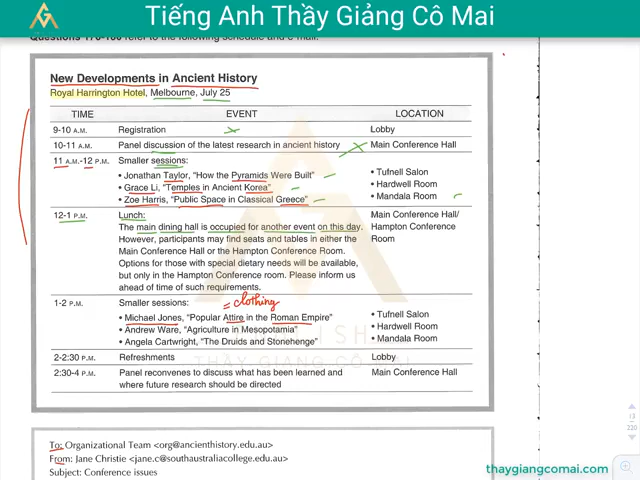 Tiếng Anh Thầy Giảng Cô Mai
Questions 176-180 refer to the following schedule and e-mail.
New Developments in Ancient History
Royal Harrington Hotel, Melbourne, July 25
TIME EVENT LOCATION
9-10 A.M. Registration Lobby
10-11 A.M. Panel discussion of the latest research in ancient history Main Conference Hall
11 A.M.-12 P.M. Smaller sessions:
• Jonathan Taylor, “How the Pyramids Were Built” • Tufnell Salon
• Grace Li, “Temples in Ancient Korea” • Hardwell Room
• Zoe Harris, “Public Space in Classical Greece” • Mandala Room
12-1 P.M. Lunch: Main Conference Hall/
The main dining hall is occupied for another event on this day. Hampton Conference
However, participants may find seats and tables in either the Room
Main Conference Hall or the Hampton Conference Room.
Options for those with special dietary needs will be available,
but only in the Hampton Conference room. Please inform us
ahead of time of such requirements.
1-2 P.M. Smaller sessions: = clothing
• Michael Jones, “Popular Attire in the Roman Empire” • Tufnell Salon
• Andrew Ware, “Agriculture in Mesopotamia” • Hardwell Room
• Angela Cartwright, “The Druids and Stonehenge” • Mandala Room
THẦY GIẢNG CÔ MAI
2-2:30 P.M. Refreshments Lobby
2:30-4 P.M. Panel reconvenes to discuss what has been learned and Main Conference Hall
where future research should be directed
To: Organizational Team <org@ancienthistory.edu.au>
From: Jane Christie <jane.c@southaustraliacollege.edu.au>
Subject: Conference issues
thaygiangcomai.com
13
220